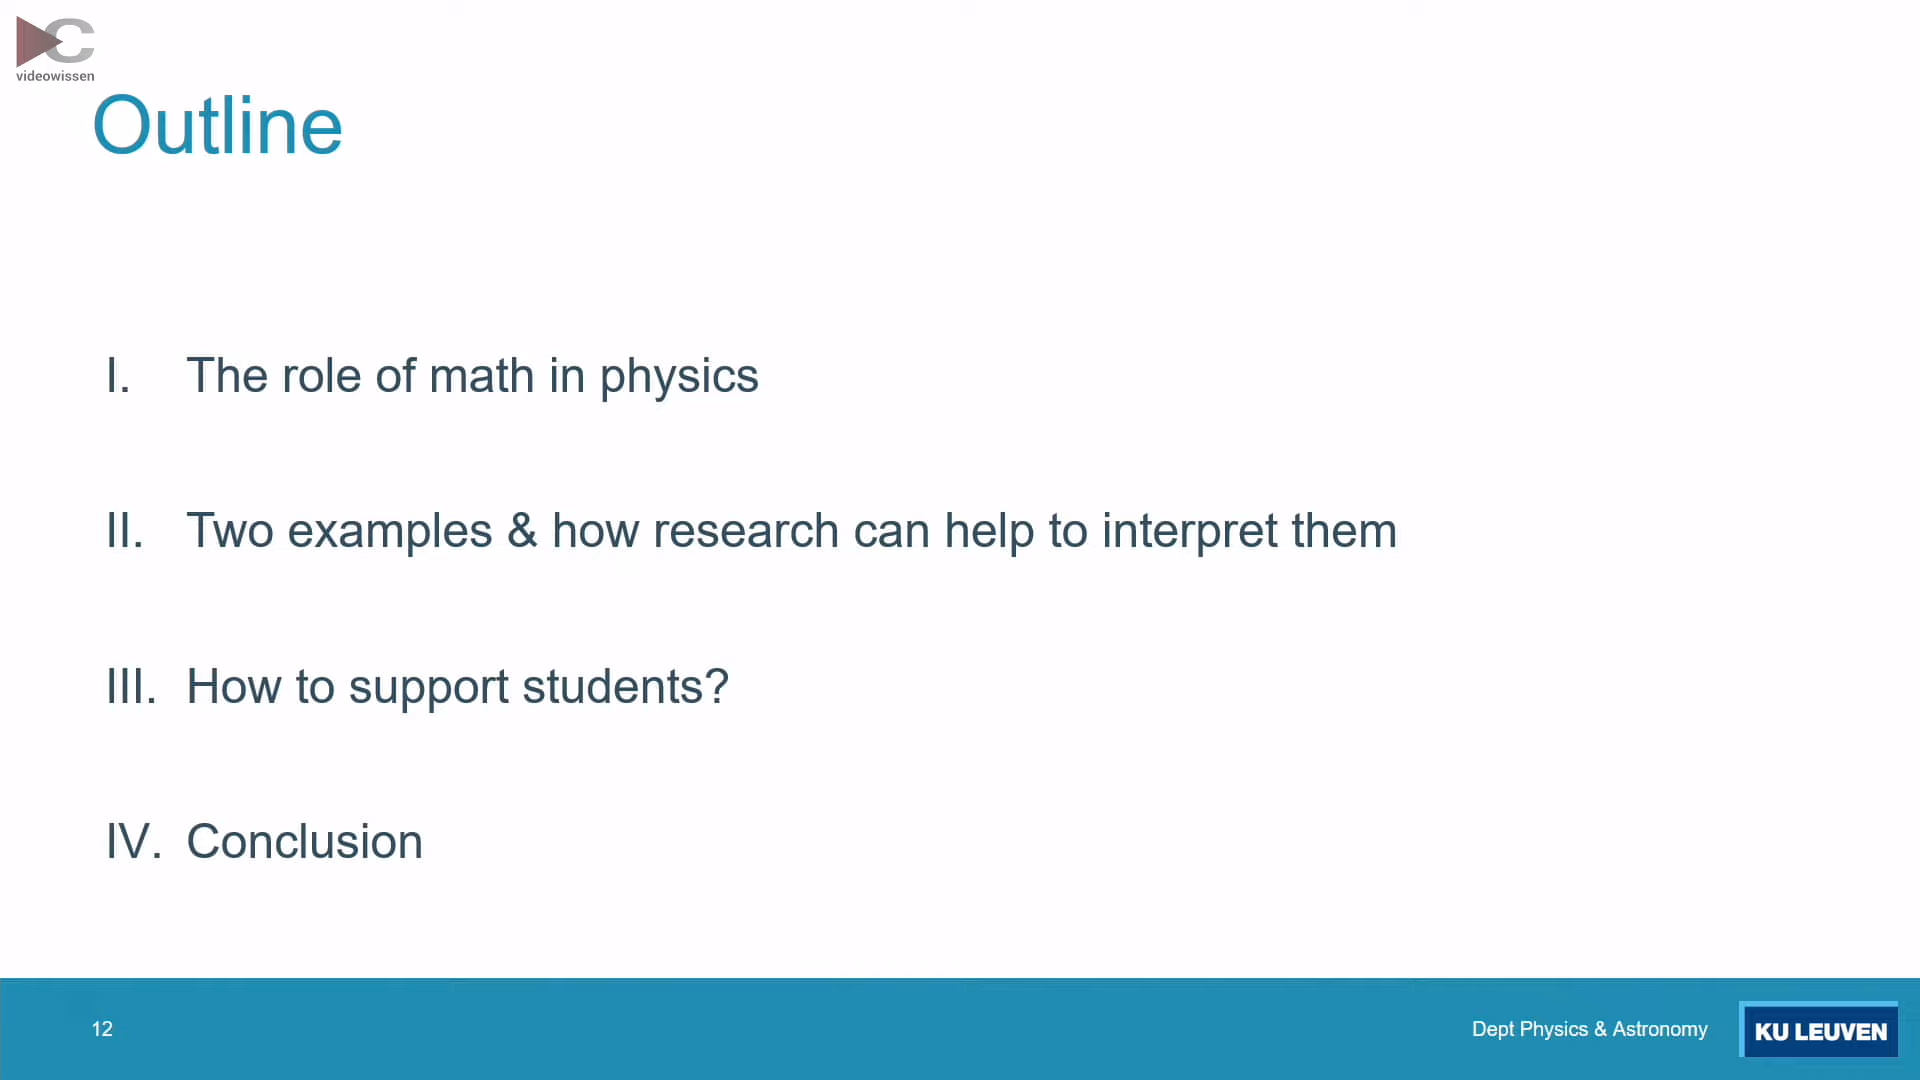 videowissen
Outline
I. The role of math in physics
II. Two examples & how research can help to interpret them
III. How to support students?
IV. Conclusion
12
Dept Physics & Astronomy
KU LEUVEN